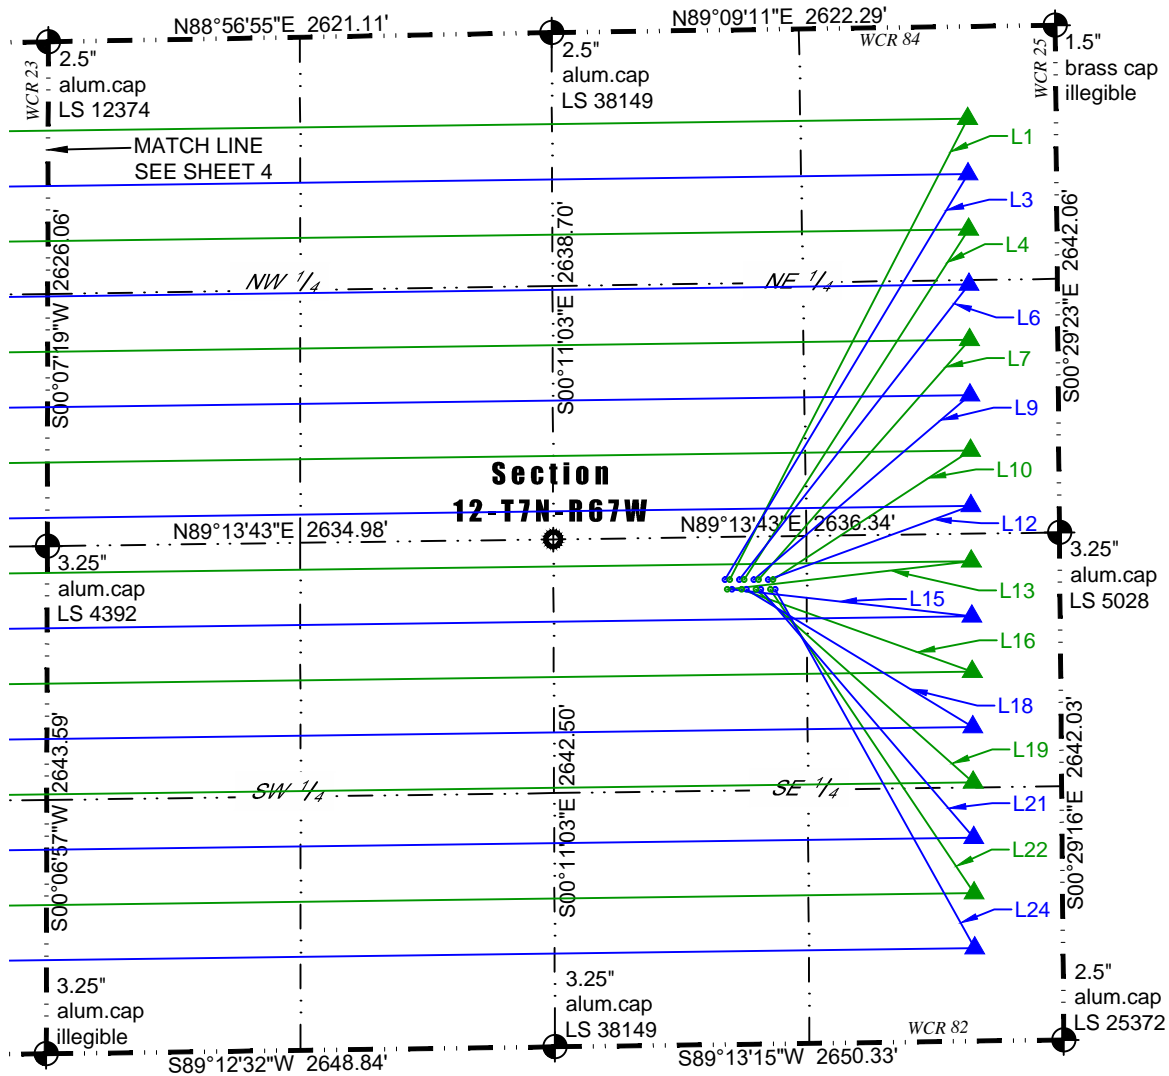 N88°56'55"E 2621.11'
N89°09'11"E 2622.29'
WCR 84
WCR 23
2.5"
alum.cap
LS 12374
2.5"
alum.cap
LS 38149
WCR 25
1.5"
brass cap
illegible
MATCH LINE
SEE SHEET 4
L1
L3
L4
L6
L7
L9
L10
L12
L13
L15
L16
L18
L19
L21
L22
L24
S00°07'19"W 2626.06'
S00°11'03"E 2638.70'
S00°29'23"E 2642.06'
NW 1/4
NE 1/4
Section
12-T7N-R67W
N89°13'43"E 2634.98'
N89°13'43"E 2636.34'
3.25"
alum.cap
LS 4392
3.25"
alum.cap
LS 5028
S00°06'57"W 2643.59'
S00°11'03"E 2642.50'
S00°29'16"E 2642.03'
SW 1/4
SE 1/4
3.25"
alum.cap
illegible
3.25"
alum.cap
LS 38149
2.5"
alum.cap
LS 25372
WCR 82
S89°12'32"W 2648.84'
S89°13'15"W 2650.33'